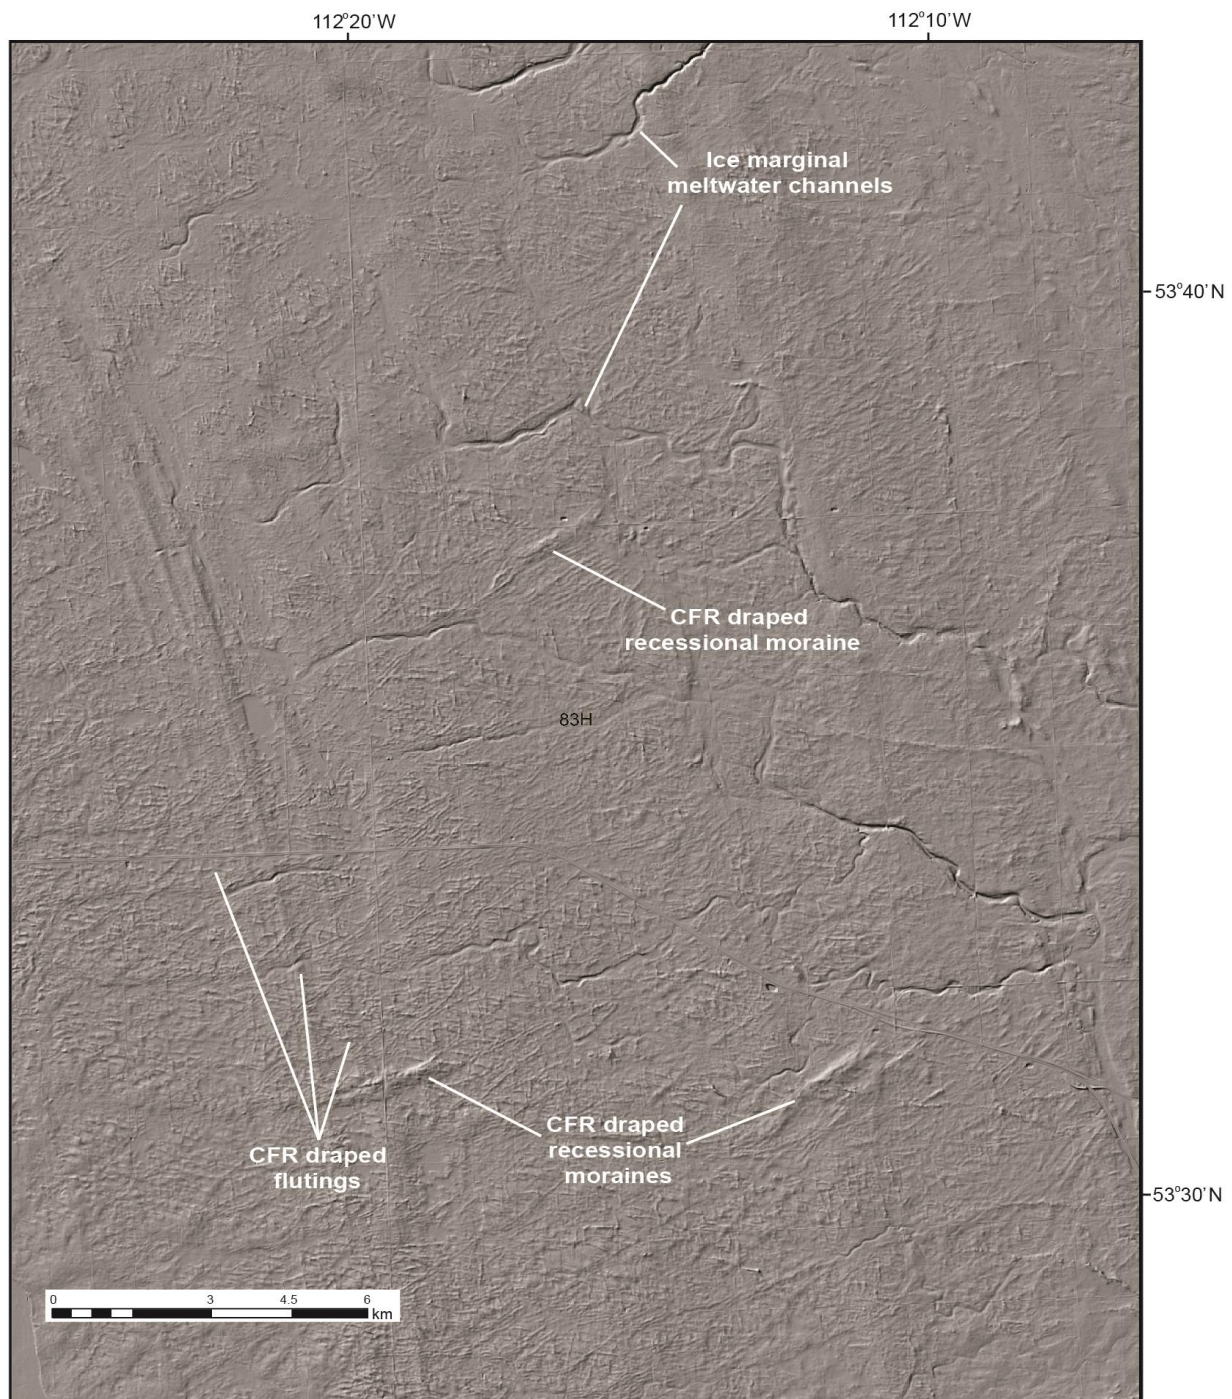 112°20'W
112°10'W
Ice marginal
meltwater channels
53°40'N
CFR draped
recessional moraine
83H
CFR draped
recessional
moraines
CFR draped
flutings
53°30'N
0 3 4.5 6
km